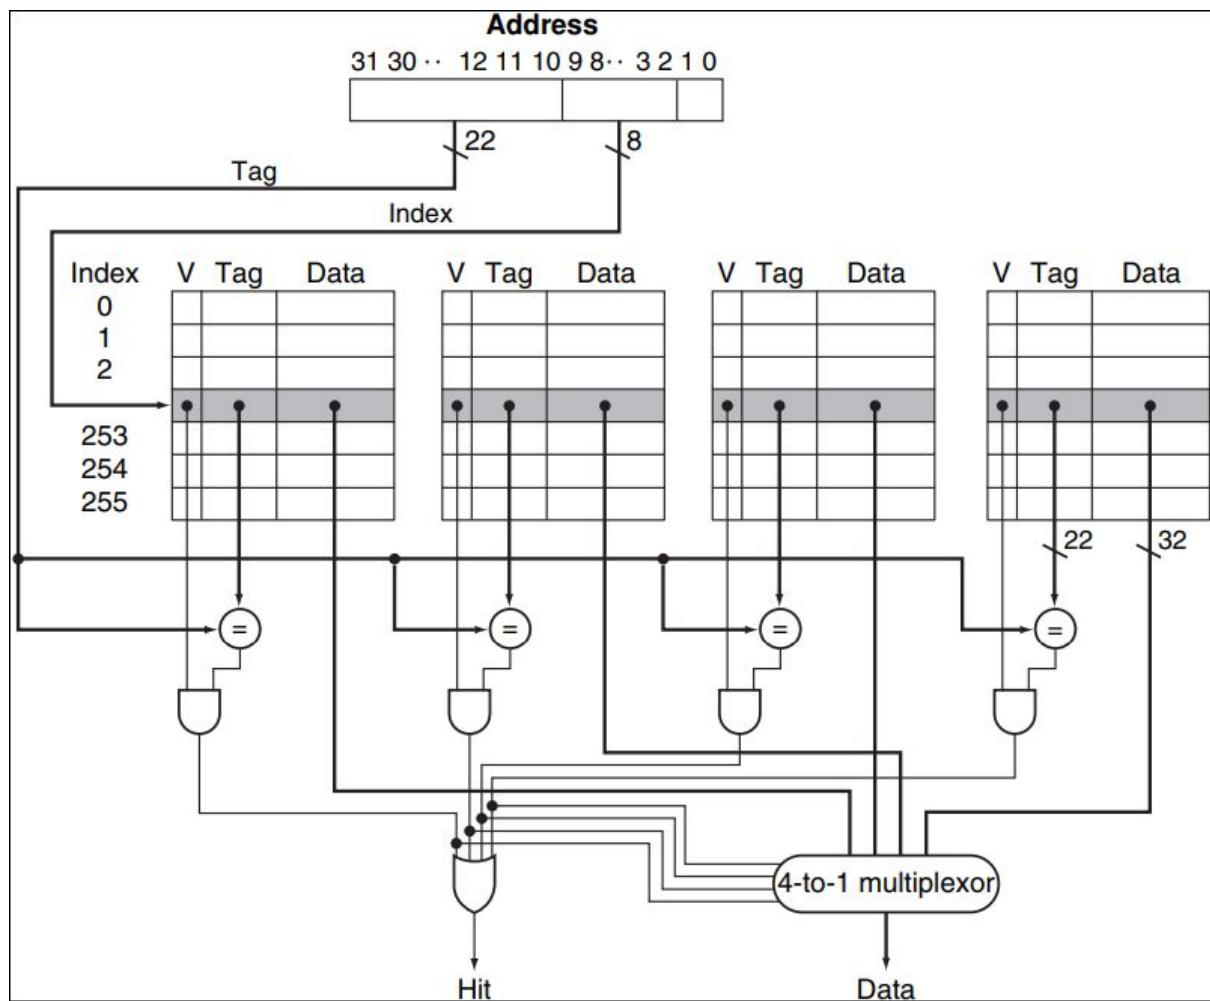 Address
31 30 ·· 12 11 10 9 8·· 3 2 1 0
22
8
Tag
Index
Index V Tag Data V Tag Data V Tag Data V Tag Data
0
1
2
253
254
255
22 32
= = = =
4-to-1 multiplexor
Hit Data